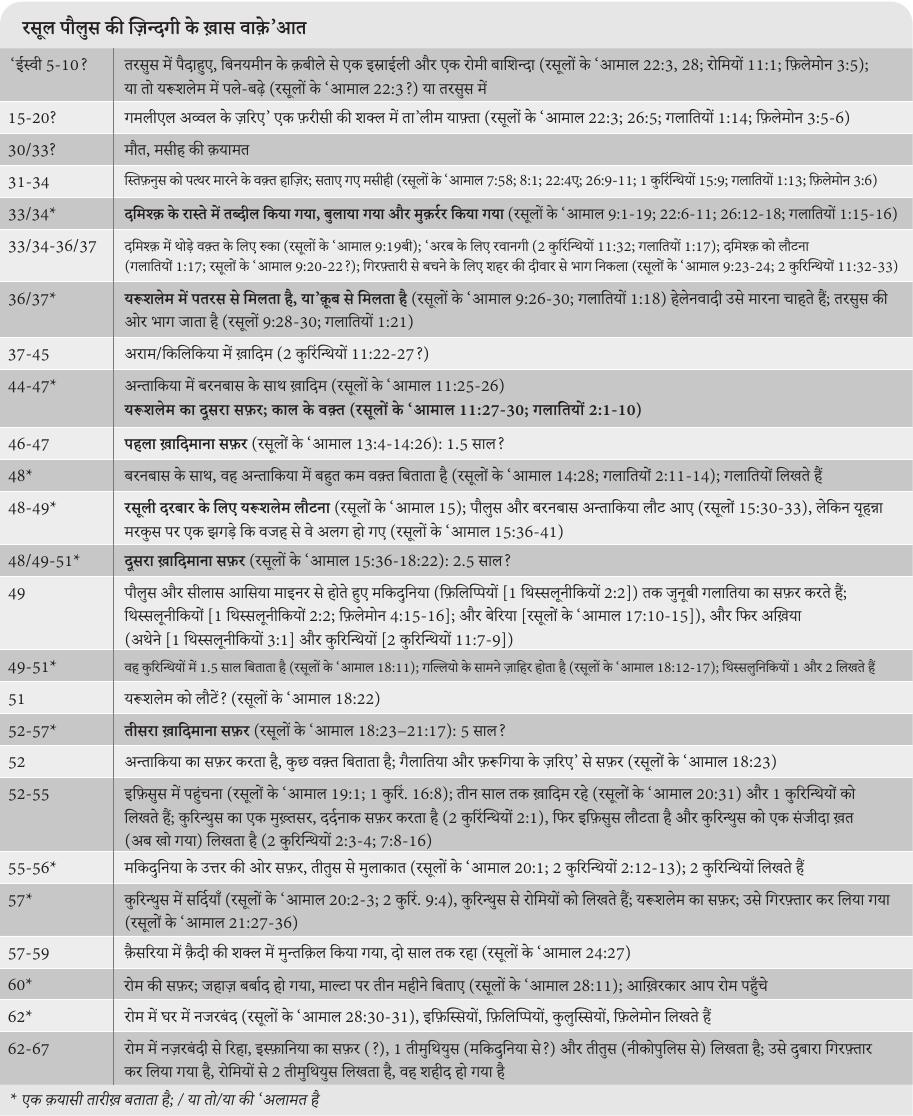 रसूल पौलुस की ज़िन्दगी के ख़ास वाक़े'आत
'ईस्वी 5-10? तरसुस में पैदाहुए, बिनयमीन के क़बीले से एक इस्राईली और एक रोमी बाशिन्दा (रसूलों के 'आमाल 22:3, 28; रोमियों 11:1; फ़िलेमोन 3:5);
या तो यरूशलेम में पले-बढ़े (रसूलों के 'आमाल 22:3?) या तरसुस में
15-20? गमलीएल अव्वल के ज़रिए' एक फ़रीसी की शक्ल में ता'लीम याफ़्ता (रसूलों के 'आमाल 22:3; 26:5; गलातियों 1:14; फ़िलेमोन 3:5-6)
30/33? मौत, मसीह की क़यामत
31-34 स्तिफ़नुस को पत्थर मारने के वक़्त हाज़िर; सताए गए मसीही (रसूलों के 'आमाल 7:58; 8:1; 22:4ए; 26:9-11; 1 कुरिंन्थियों 15:9; गलातियों 1:13; फ़िलेमोन 3:6)
33/34* दमिश्क़ के रास्ते में तब्दील किया गया, बुलाया गया और मुक़र्रर किया गया (रसूलों के 'आमाल 9:1-19; 22:6-11; 26:12-18; गलातियों 1:15-16)
33/34-36/37 दमिश्क़ में थोड़े वक़्त के लिए रुका (रसूलों के 'आमाल 9:19बी); 'अरब के लिए रवानगी (2 कुरिंन्थियों 11:32; गलातियों 1:17); दमिश्क़ को लौटना
(गलातियों 1:17; रसूलों के 'आमाल 9:20-22?); गिरफ़्तारी से बचने के लिए शहर की दीवार से भाग निकला (रसूलों के 'आमाल 9:23-24; 2 कुरिन्थियों 11:32-33)
36/37* यरूशलेम में पतरस से मिलता है, या'क़ूब से मिलता है (रसूलों के 'आमाल 9:26-30; गलातियों 1:18) हेलेनवादी उसे मारना चाहते हैं; तरसुस की
ओर भाग जाता है (रसूलों 9:28-30; गलातियों 1:21)
37-45 अराम/किलिकिया में ख़ादिम (2 कुरिंन्थियों 11:22-27?)
44-47* अन्ताकिया में बरनबास के साथ ख़ादिम (रसूलों के 'आमाल 11:25-26)
यरूशलेम का दूसरा सफ़र; काल के वक़्त (रसूलों के 'आमाल 11:27-30; गलातियों 2:1-10)
46-47 पहला ख़ादिमाना सफ़र (रसूलों के 'आमाल 13:4-14:26): 1.5 साल?
48* बरनबास के साथ, वह अन्ताकिया में बहुत कम वक़्त बिताता है (रसूलों के 'आमाल 14:28; गलातियों 2:11-14); गलातियों लिखते हैं
48-49* रसूली दरबार के लिए यरूशलेम लौटना (रसूलों के 'आमाल 15); पौलुस और बरनबास अन्ताकिया लौट आए (रसूलों 15:30-33), लेकिन यूहन्ना
मरकुस पर एक झगड़े कि वजह से वे अलग हो गए (रसूलों के 'आमाल 15:36-41)
48/49-51* दूसरा ख़ादिमाना सफ़र (रसूलों के 'आमाल 15:36-18:22): 2.5 साल?
49 पौलुस और सीलास आसिया माइनर से होते हुए मकिदुनिया (फ़िलिप्पियों [1 थिस्सलूनीकियों 2:2]) तक जुनूबी गलातिया का सफ़र करते हैं;
थिस्सलूनीकियों [1 थिस्सलूनीकियों 2:2; फ़िलेमोन 4:15-16]; और बेरिया [रसूलों के 'आमाल 17:10-15]), और फिर अख़िया
(अथेने [1 थिस्सलूनीकियों 3:1] और कुरिन्थियों [2 कुरिन्थियों 11:7-9])
49-51* वह कुरिन्थियों में 1.5 साल बिताता है (रसूलों के 'आमाल 18:11); गल्लियो के सामने ज़ाहिर होता है (रसूलों के 'आमाल 18:12-17); थिस्सलुनिकियों 1 और 2 लिखते हैं
51 यरूशलेम को लौटें? (रसूलों के 'आमाल 18:22)
52-57* तीसरा ख़ादिमाना सफ़र (रसूलों के 'आमाल 18:23–21:17): 5 साल?
52 अन्ताकिया का सफ़र करता है, कुछ वक़्त बिताता है; गैलातिया और फ़रूगिया के ज़रिए' से सफ़र (रसूलों के 'आमाल 18:23)
52-55 इफ़िसुस में पहुंचना (रसूलों के 'आमाल 19:1; 1 कुरिं. 16:8); तीन साल तक ख़ादिम रहे (रसूलों के 'आमाल 20:31) और 1 कुरिन्थियों को
लिखते हैं; कुरिन्थुस का एक मुख़्तसर, दर्दनाक सफ़र करता है (2 कुरिंन्थियों 2:1), फिर इफ़िसुस लौटता है और कुरिन्थुस को एक संजीदा ख़त
(अब खो गया) लिखता है (2 कुरिन्थियों 2:3-4; 7:8-16)
55-56* मकिदुनिया के उत्तर की ओर सफ़र, तीतुस से मुलाकात (रसूलों के 'आमाल 20:1; 2 कुरिन्थियों 2:12-13); 2 कुरिन्थियों लिखते हैं
57* कुरिन्थुस में सर्दियाँ (रसूलों के 'आमाल 20:2-3; 2 कुरिं. 9:4), कुरिन्थुस से रोमियों को लिखते हैं; यरूशलेम का सफ़र; उसे गिरफ़्तार कर लिया गया
(रसूलों के 'आमाल 21:27-36)
57-59 क़ैसरिया में क़ैदी की शक्ल में मुन्तक़िल किया गया, दो साल तक रहा (रसूलों के 'आमाल 24:27)
60* रोम की सफ़र; जहाज़ बर्बाद हो गया, माल्टा पर तीन महीने बिताए (रसूलों के 'आमाल 28:11); आख़िरकार आप रोम पहुँचे
62* रोम में घर में नजरबंद (रसूलों के 'आमाल 28:30-31), इफ़िस्सियों, फ़िलिप्पियों, कुलुस्सियों, फ़िलेमोन लिखते हैं
62-67 रोम में नज़रबंदी से रिहा, इस्फ़ानिया का सफ़र (?), 1 तीमुथियुस (मकिदुनिया से?) और तीतुस (नीकोपुलिस से) लिखता है; उसे दुबारा गिरफ़्तार
कर लिया गया है, रोमियों से 2 तीमुथियुस लिखता है, वह शहीद हो गया है
* एक क़यासी तारीख़ बताता है; / या तो/या की 'अलामत है